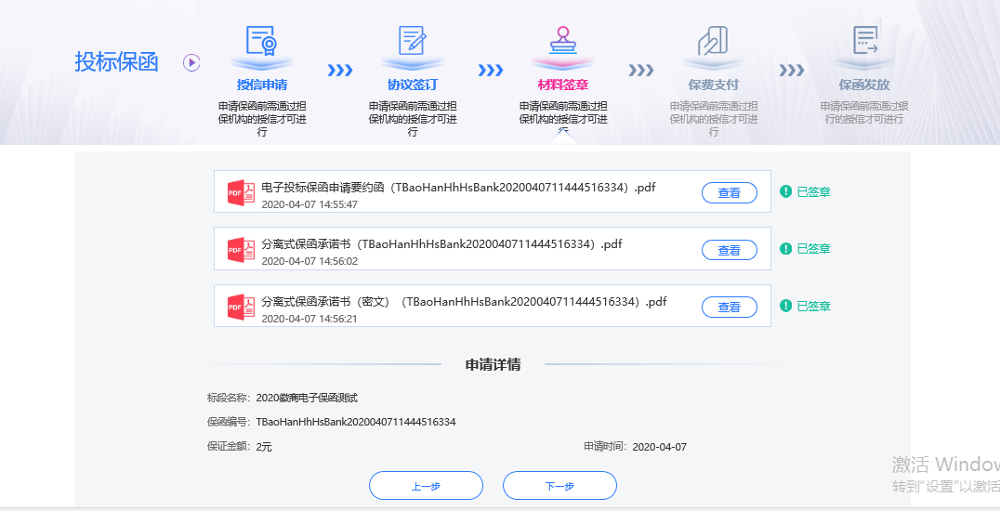 投标保函
授信申请
申请保函前需通过担
保机构的授信才可进
行
协议签订
申请保函前需通过担
保机构的授信才可进
行
材料签章
申请保函前需通过担
保机构的授信才可进
行
保费支付
申请保函前需通过担
保机构的授信才可进
行
保函发放
申请保函前需通过银
行的授信才可进行
PDF
电子投标保函申请要约函（TBaoHanHhHsBank2020040711444516334）.pdf
2020-04-07 14:55:47
查看
已签章
PDF
分离式保函承诺书（TBaoHanHhHsBank2020040711444516334）.pdf
2020-04-07 14:56:02
查看
已签章
PDF
分离式保函承诺书（密文）（TBaoHanHhHsBank2020040711444516334）.pdf
2020-04-07 14:56:21
查看
已签章
申请详情
标段名称：2020徽商电子保函测试
保函编号：TBaoHanHhHsBank2020040711444516334
保证金额：2元
申请时间：2020-04-07
上一步
下一步
激活 Window
转到"设置"以激活